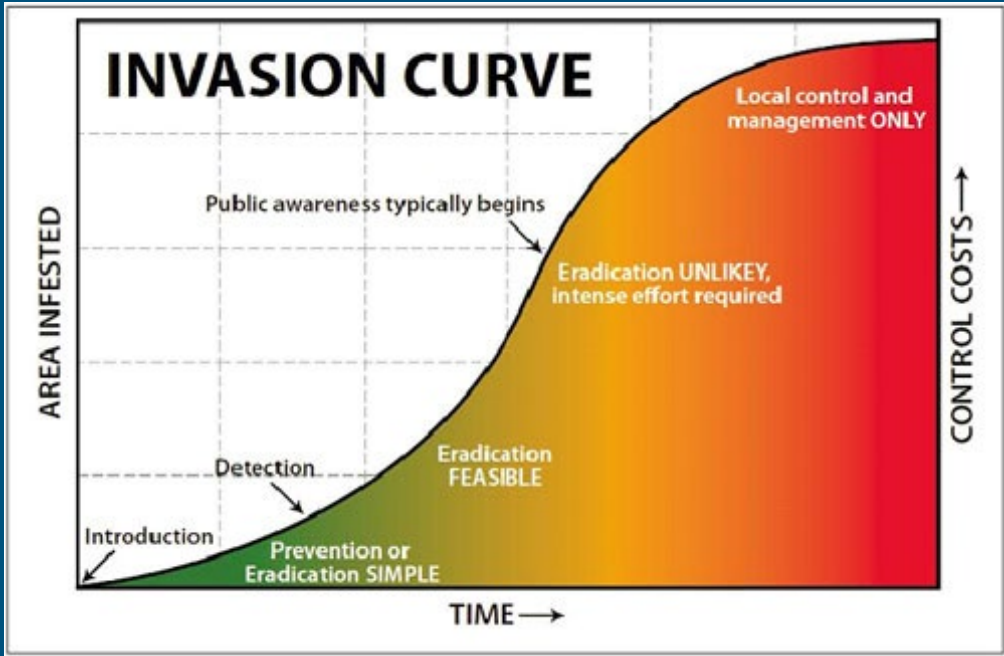 INVASION CURVE
Local control and
management ONLY
Public awareness typically begins
Eradication UNLIKEY,
intense effort required
Eradication
FEASIBLE
Detection
Introduction
Prevention or
Eradication SIMPLE
AREA INFESTED
CONTROL COSTS →
TIME →